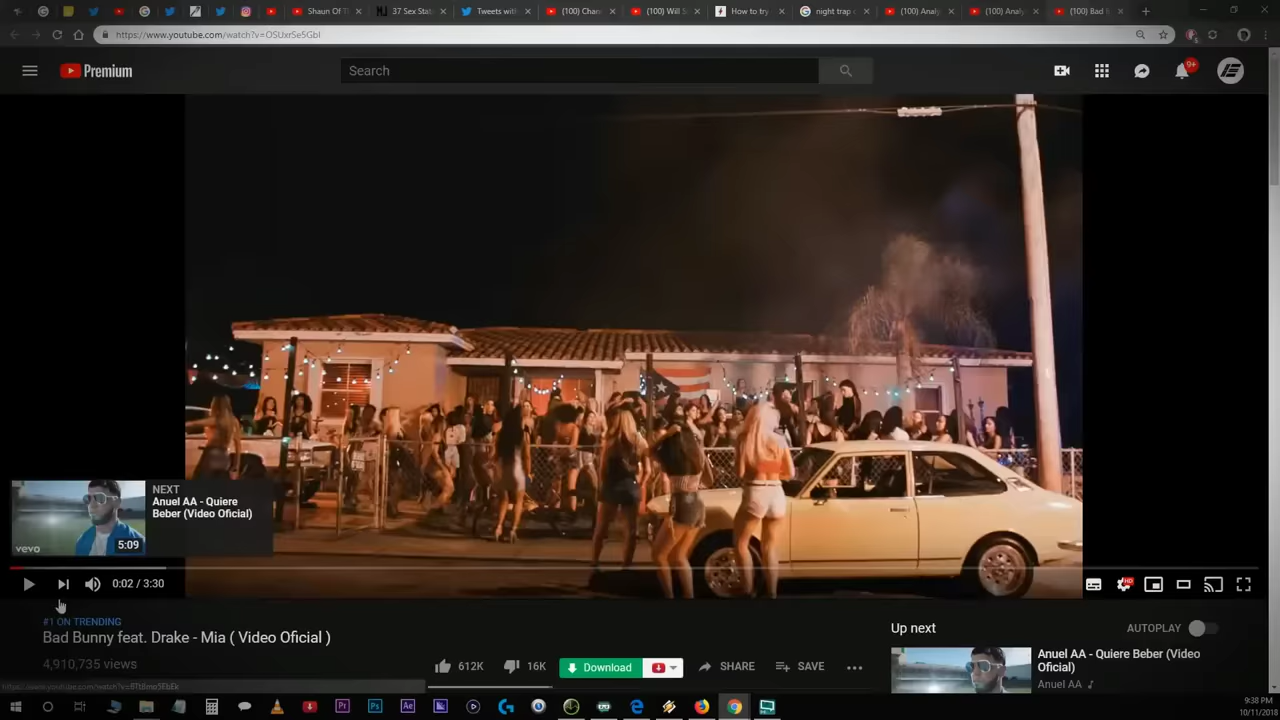 Shaun Of T
37 Sex Stat
Tweets with
(100) Chan
(100) Will S
How to try
night trap c
(100) Analy
(100) Analy
(100) Bad B
https://www.youtube.com/watch?v=OSUxrSe5GbI
Premium
Search
9+
NEXT
Anuel AA - Quiere
Beber (Video Oficial)
vevo
5:09
0:02 / 3:30
HD
#1 ON TRENDING
Bad Bunny feat. Drake - Mia ( Video Oficial )
4,910,735 views
612K
16K
Download
SHARE
SAVE
Up next
AUTOPLAY
Anuel AA - Quiere Beber (Video
Oficial)
Anuel AA
Pr
Ps
Ae
9:38 PM
10/11/2018